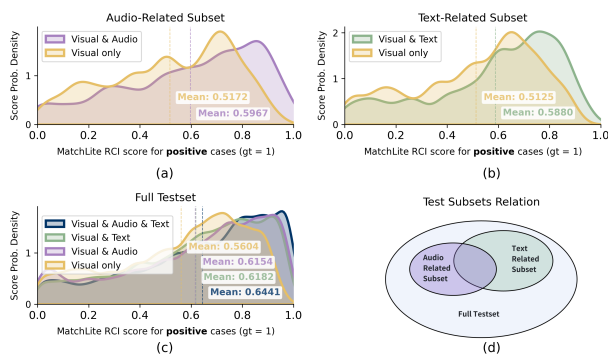 Audio-Related Subset
Score Prob. Density
1
0
Visual & Audio
Visual only
Mean: 0.5172
Mean: 0.5967
0.0 0.2 0.4 0.6 0.8 1.0
MatchLite RCI score for positive cases (gt = 1)
(a)
Text-Related Subset
Score Prob. Density
2
1
0
Visual & Text
Visual only
Mean: 0.5125
Mean: 0.5880
0.0 0.2 0.4 0.6 0.8 1.0
MatchLite RCI score for positive cases (gt = 1)
(b)
Full Testset
Score Prob. Density
1
0
Visual & Audio & Text
Visual & Text
Visual & Audio
Visual only
Mean: 0.5604
Mean: 0.6154
Mean: 0.6182
Mean: 0.6441
0.0 0.2 0.4 0.6 0.8 1.0
MatchLite RCI score for positive cases (gt = 1)
(c)
Test Subsets Relation
Audio
Related
Subset
Text
Related
Subset
Full Testset
(d)